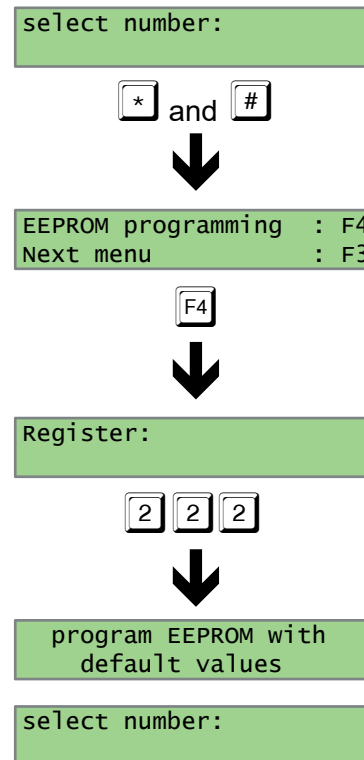 select number:
* and #
EEPROM programming : F4
Next menu : F3
F4
Register:
2 2 2
program EEPROM with
default values
select number: